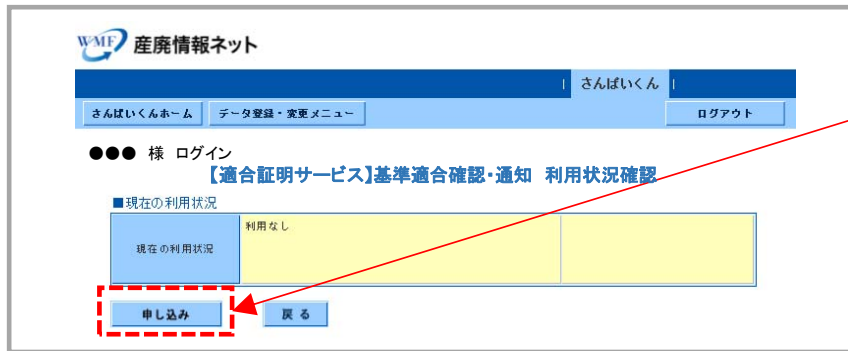 WMF 産廃情報ネット
| さんぱいくん |
さんぱいくんホーム データ登録・変更メニュー ログアウト
●●● 様 ログイン
【適合証明サービス】基準適合確認・通知 利用状況確認
■現在の利用状況
現在の利用状況 利用なし
申し込み 戻る